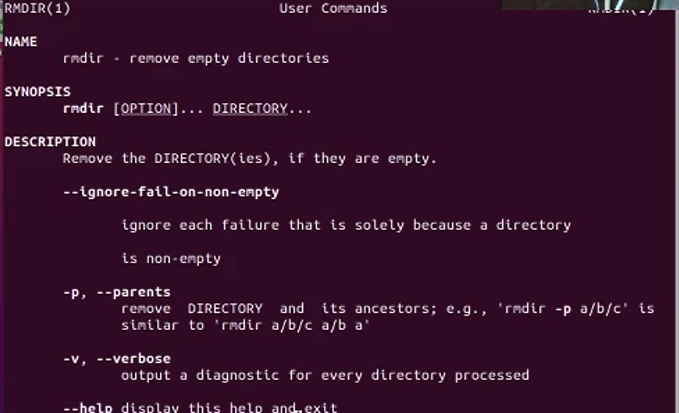 RMDIR(1) User Commands RMDIR(1)
NAME
rmdir - remove empty directories
SYNOPSIS
rmdir [OPTION]... DIRECTORY...
DESCRIPTION
Remove the DIRECTORY(ies), if they are empty.
--ignore-fail-on-non-empty
ignore each failure that is solely because a directory
is non-empty
-p, --parents
remove DIRECTORY and its ancestors; e.g., 'rmdir -p a/b/c' is
similar to 'rmdir a/b/c a/b a'
-v, --verbose
output a diagnostic for every directory processed
--help display this help and exit